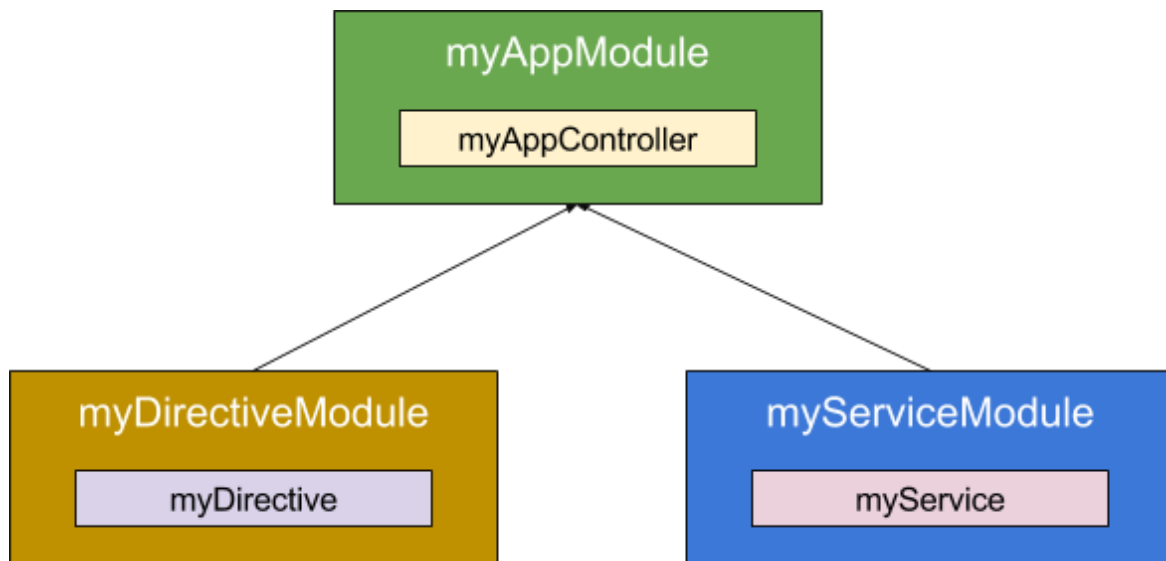 myAppModule
myAppController
myDirectiveModule
myDirective
myServiceModule
myService